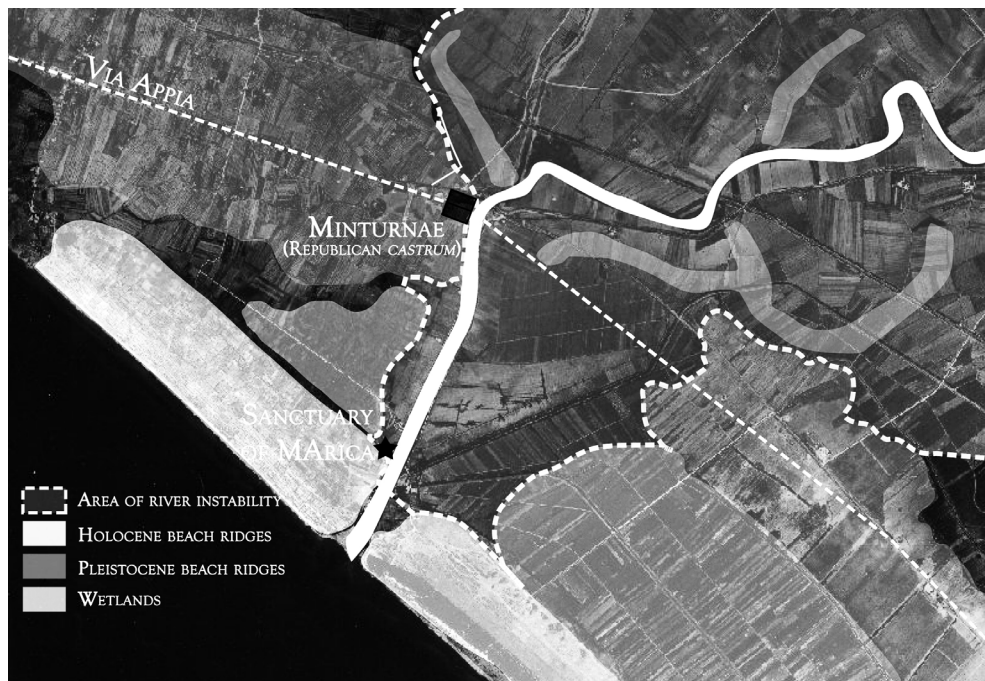 Via Appia
Minturnae
(Republican castrum)
Sanctuary
of MArica
Area of river instability
Holocene beach ridges
Pleistocene beach ridges
Wetlands